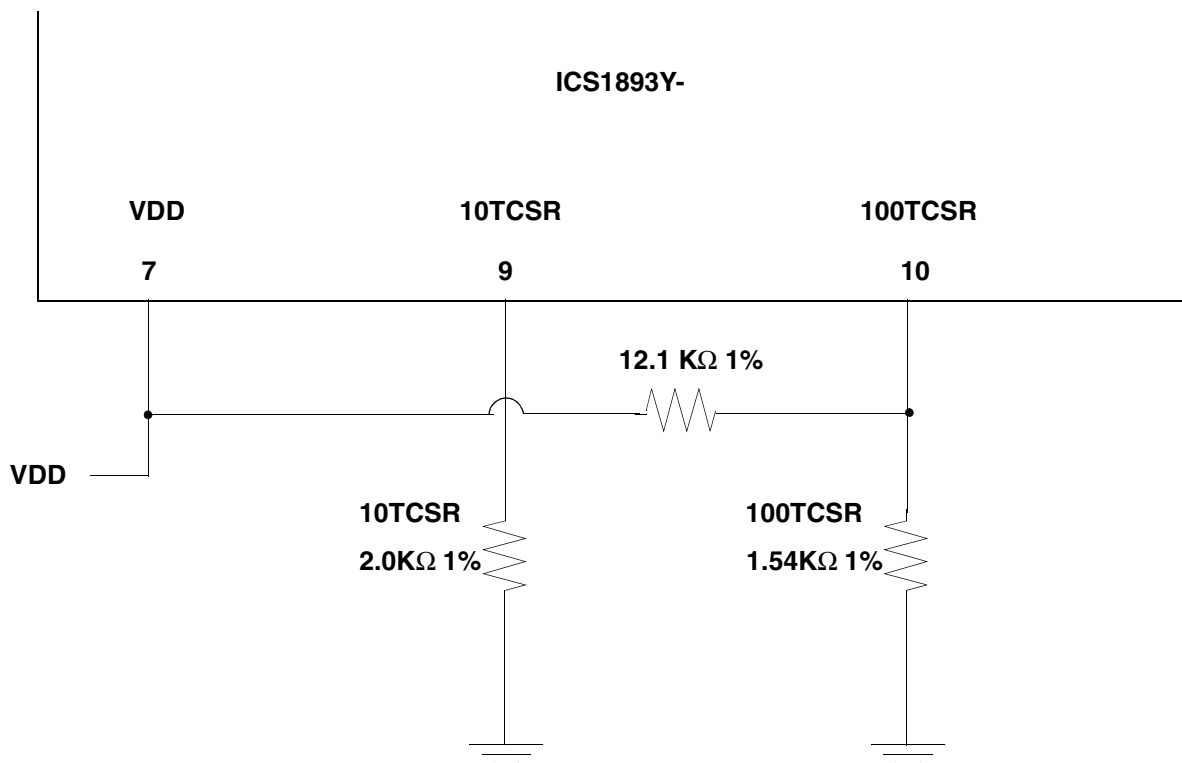 ICS1893Y-
VDD
10TCSR
100TCSR
7
9
10
12.1 KΩ 1%
VDD
10TCSR
2.0KΩ 1%
100TCSR
1.54KΩ 1%